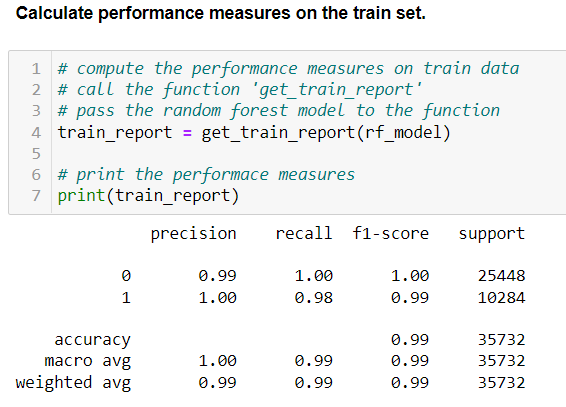 Calculate performance measures on the train set.
1 # compute the performance measures on train data
2 # call the function 'get_train_report'
3 # pass the random forest model to the function
4 train_report = get_train_report(rf_model)
5
6 # print the performace measures
7 print(train_report)
precision recall f1-score support
0 0.99 1.00 1.00 25448
1 1.00 0.98 0.99 10284
accuracy 0.99 35732
macro avg 1.00 0.99 0.99 35732
weighted avg 0.99 0.99 0.99 35732